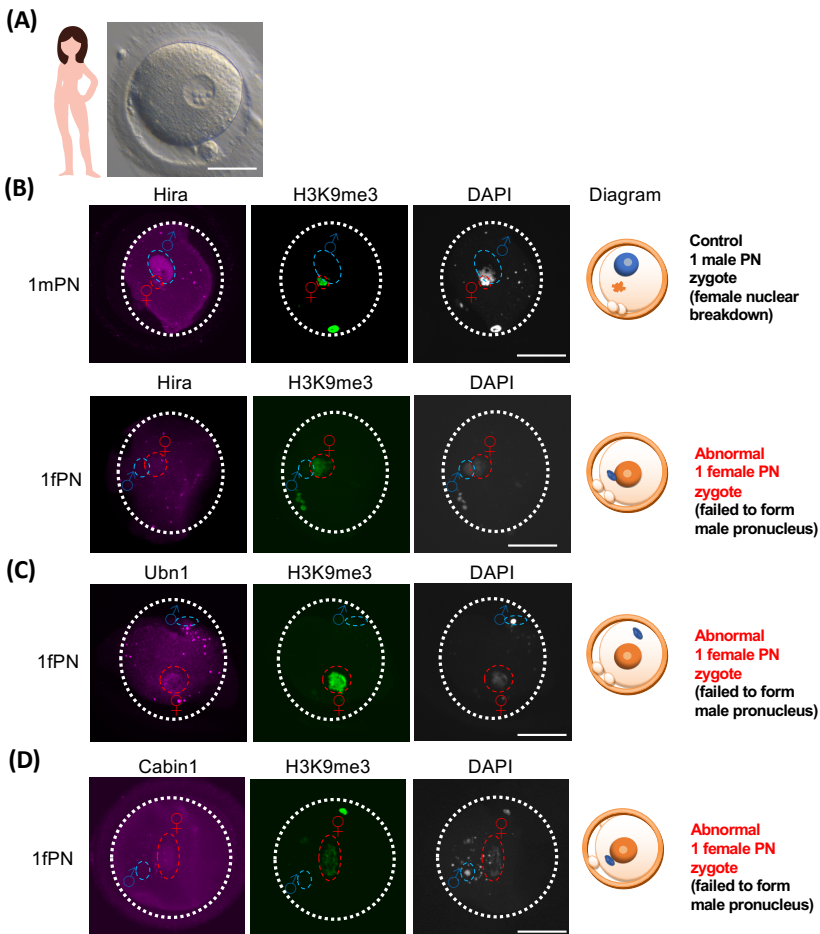 (A)
(B)
Hira H3K9me3 DAPI Diagram
1mPN
♂ ♀
♂ ♀
♂ ♀
Control
1 male PN
zygote
(female nuclear
breakdown)
Hira H3K9me3 DAPI
1fPN
♀ ♂
♀ ♂
♀ ♂
Abnormal
1 female PN
zygote
(failed to form
male pronucleus)
(C)
Ubn1 H3K9me3 DAPI
1fPN
♂ ♀
♂ ♀
♂ ♀
Abnormal
1 female PN
zygote
(failed to form
male pronucleus)
(D)
Cabin1 H3K9me3 DAPI
1fPN
♀ ♂
♀ ♂
♀ ♂
Abnormal
1 female PN
zygote
(failed to form
male pronucleus)